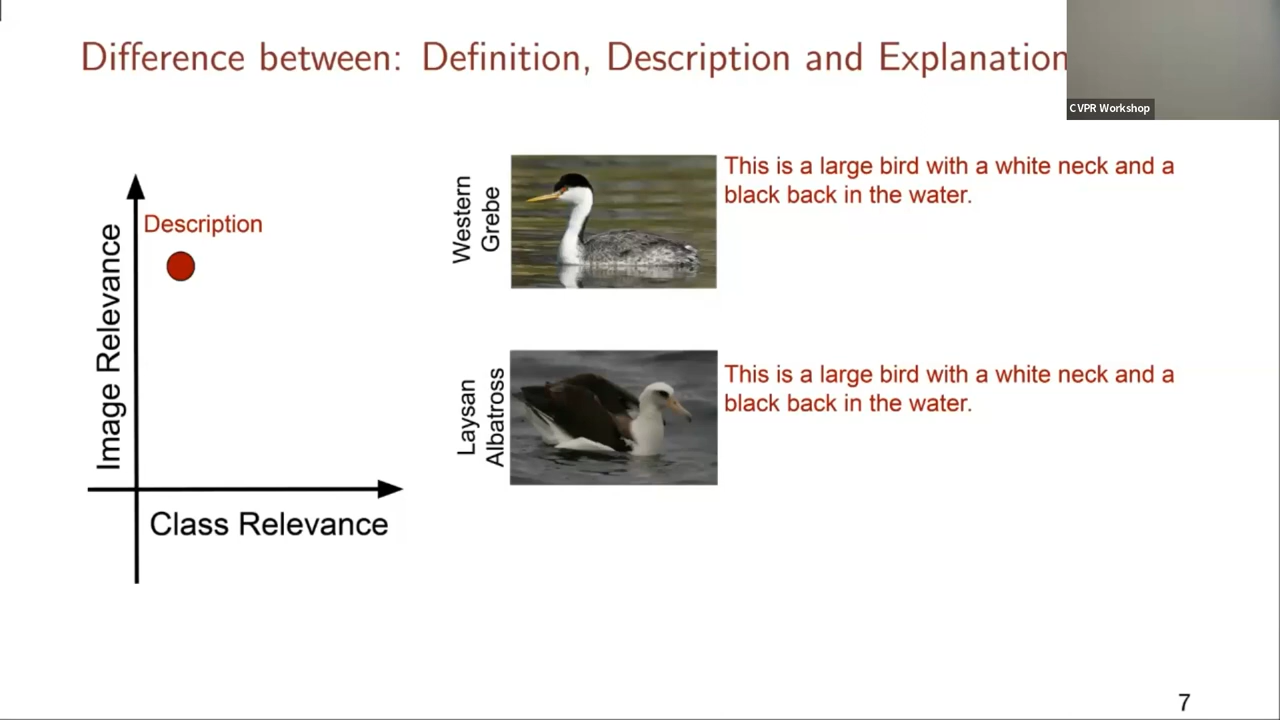 Difference between: Definition, Description and Explanation
CVPR Workshop
Description
Image Relevance
Class Relevance
Western
Grebe
This is a large bird with a white neck and a
black back in the water.
Laysan
Albatross
This is a large bird with a white neck and a
black back in the water.
7